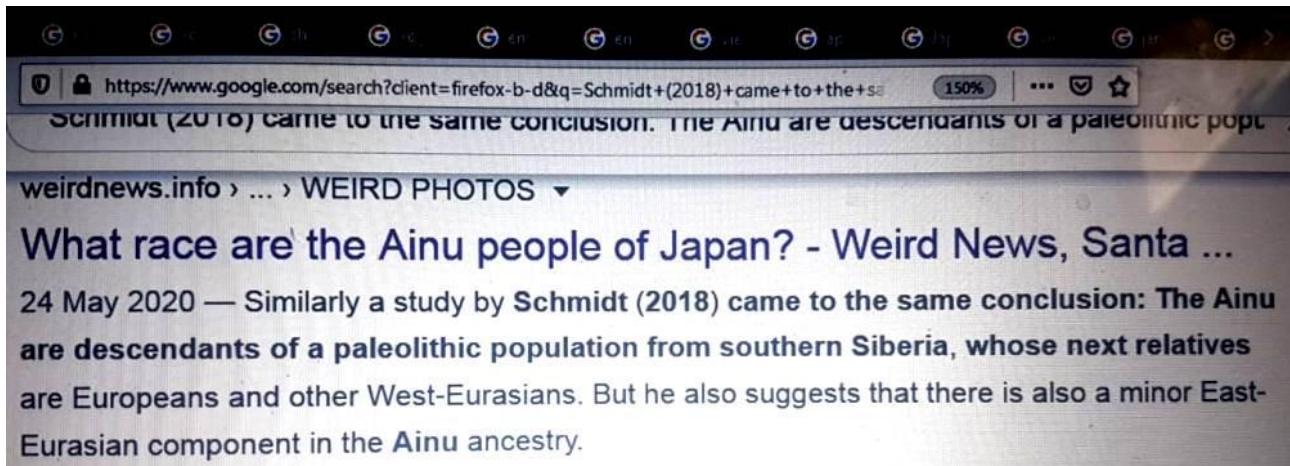 https://www.google.com/search?client=firefox-b-d&q=Schmidt+(2018)+came+to+the+sa 150%
Schmidt (2018) came to the same conclusion. The Ainu are descendants of a paleolithic
weirdnews.info › ... › WEIRD PHOTOS
What race are the Ainu people of Japan? - Weird News, Santa ...
24 May 2020 — Similarly a study by Schmidt (2018) came to the same conclusion: The Ainu
are descendants of a paleolithic population from southern Siberia, whose next relatives
are Europeans and other West-Eurasians. But he also suggests that there is also a minor East-
Eurasian component in the Ainu ancestry.